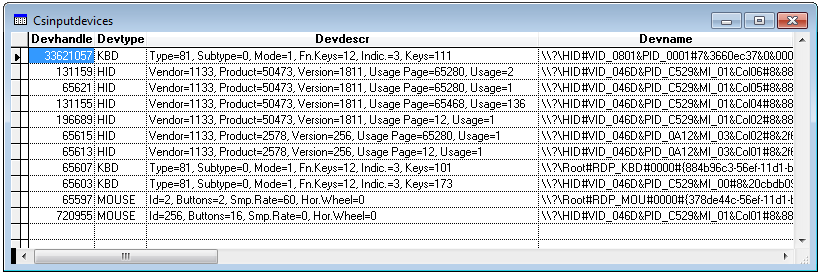 Csinputdevices
Devhandle Devtype Devdescr Devname
33621057 KBD Type=81, Subtype=0, Mode=1, Fn.Keys=12, Indic.=3, Keys=111 \\?\HID#VID_0801&PID_0001#7&3660ec37&0&000
131159 HID Vendor=1133, Product=50473, Version=1811, Usage Page=65280, Usage=2 \\?\HID#VID_046D&PID_C529&MI_01&Col06#8&88
65621 HID Vendor=1133, Product=50473, Version=1811, Usage Page=65280, Usage=1 \\?\HID#VID_046D&PID_C529&MI_01&Col05#8&88
131155 HID Vendor=1133, Product=50473, Version=1811, Usage Page=65468, Usage=136 \\?\HID#VID_046D&PID_C529&MI_01&Col04#8&88
196689 HID Vendor=1133, Product=50473, Version=1811, Usage Page=12, Usage=1 \\?\HID#VID_046D&PID_C529&MI_01&Col02#8&88
65615 HID Vendor=1133, Product=2578, Version=256, Usage Page=65280, Usage=1 \\?\HID#VID_046D&PID_0A12&MI_03&Col02#8&2f6
65613 HID Vendor=1133, Product=2578, Version=256, Usage Page=12, Usage=1 \\?\HID#VID_046D&PID_0A12&MI_03&Col01#8&2f6
65607 KBD Type=81, Subtype=0, Mode=1, Fn.Keys=12, Indic.=3, Keys=101 \\?\Root#RDP_KBD#0000#{884b96c3-56ef-11d1-b
65603 KBD Type=81, Subtype=0, Mode=1, Fn.Keys=12, Indic.=3, Keys=173 \\?\HID#VID_046D&PID_C529&MI_00#8&20cbdb09
65597 MOUSE Id=2, Buttons=2, Smp.Rate=60, Hor.Wheel=0 \\?\Root#RDP_MOU#0000#{378de44c-56ef-11d1-b
720955 MOUSE Id=256, Buttons=16, Smp.Rate=0, Hor.Wheel=0 \\?\HID#VID_046D&PID_C529&MI_01&Col01#8&88